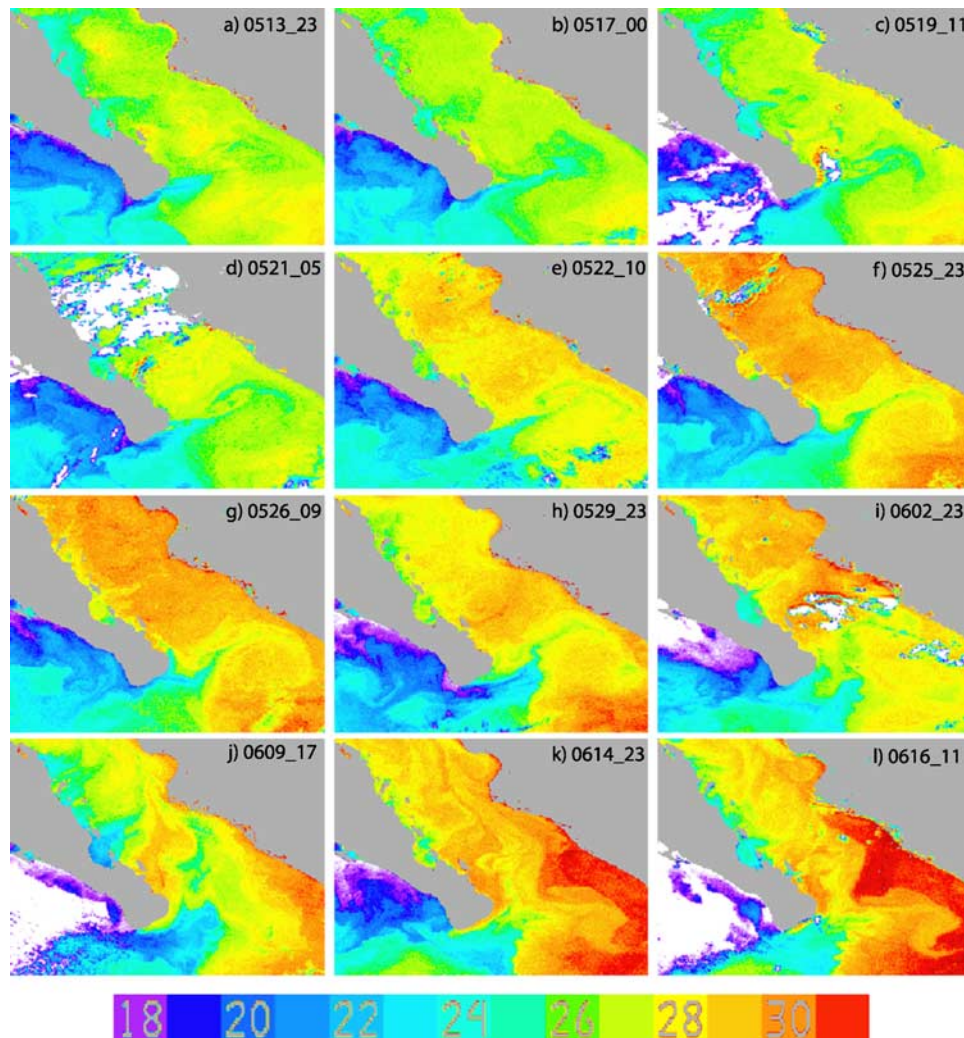 a) 0513_23
b) 0517_00
c) 0519_11
d) 0521_05
e) 0522_10
f) 0525_23
g) 0526_09
h) 0529_23
i) 0602_23
j) 0609_17
k) 0614_23
l) 0616_11
18 20 22 24 26 28 30